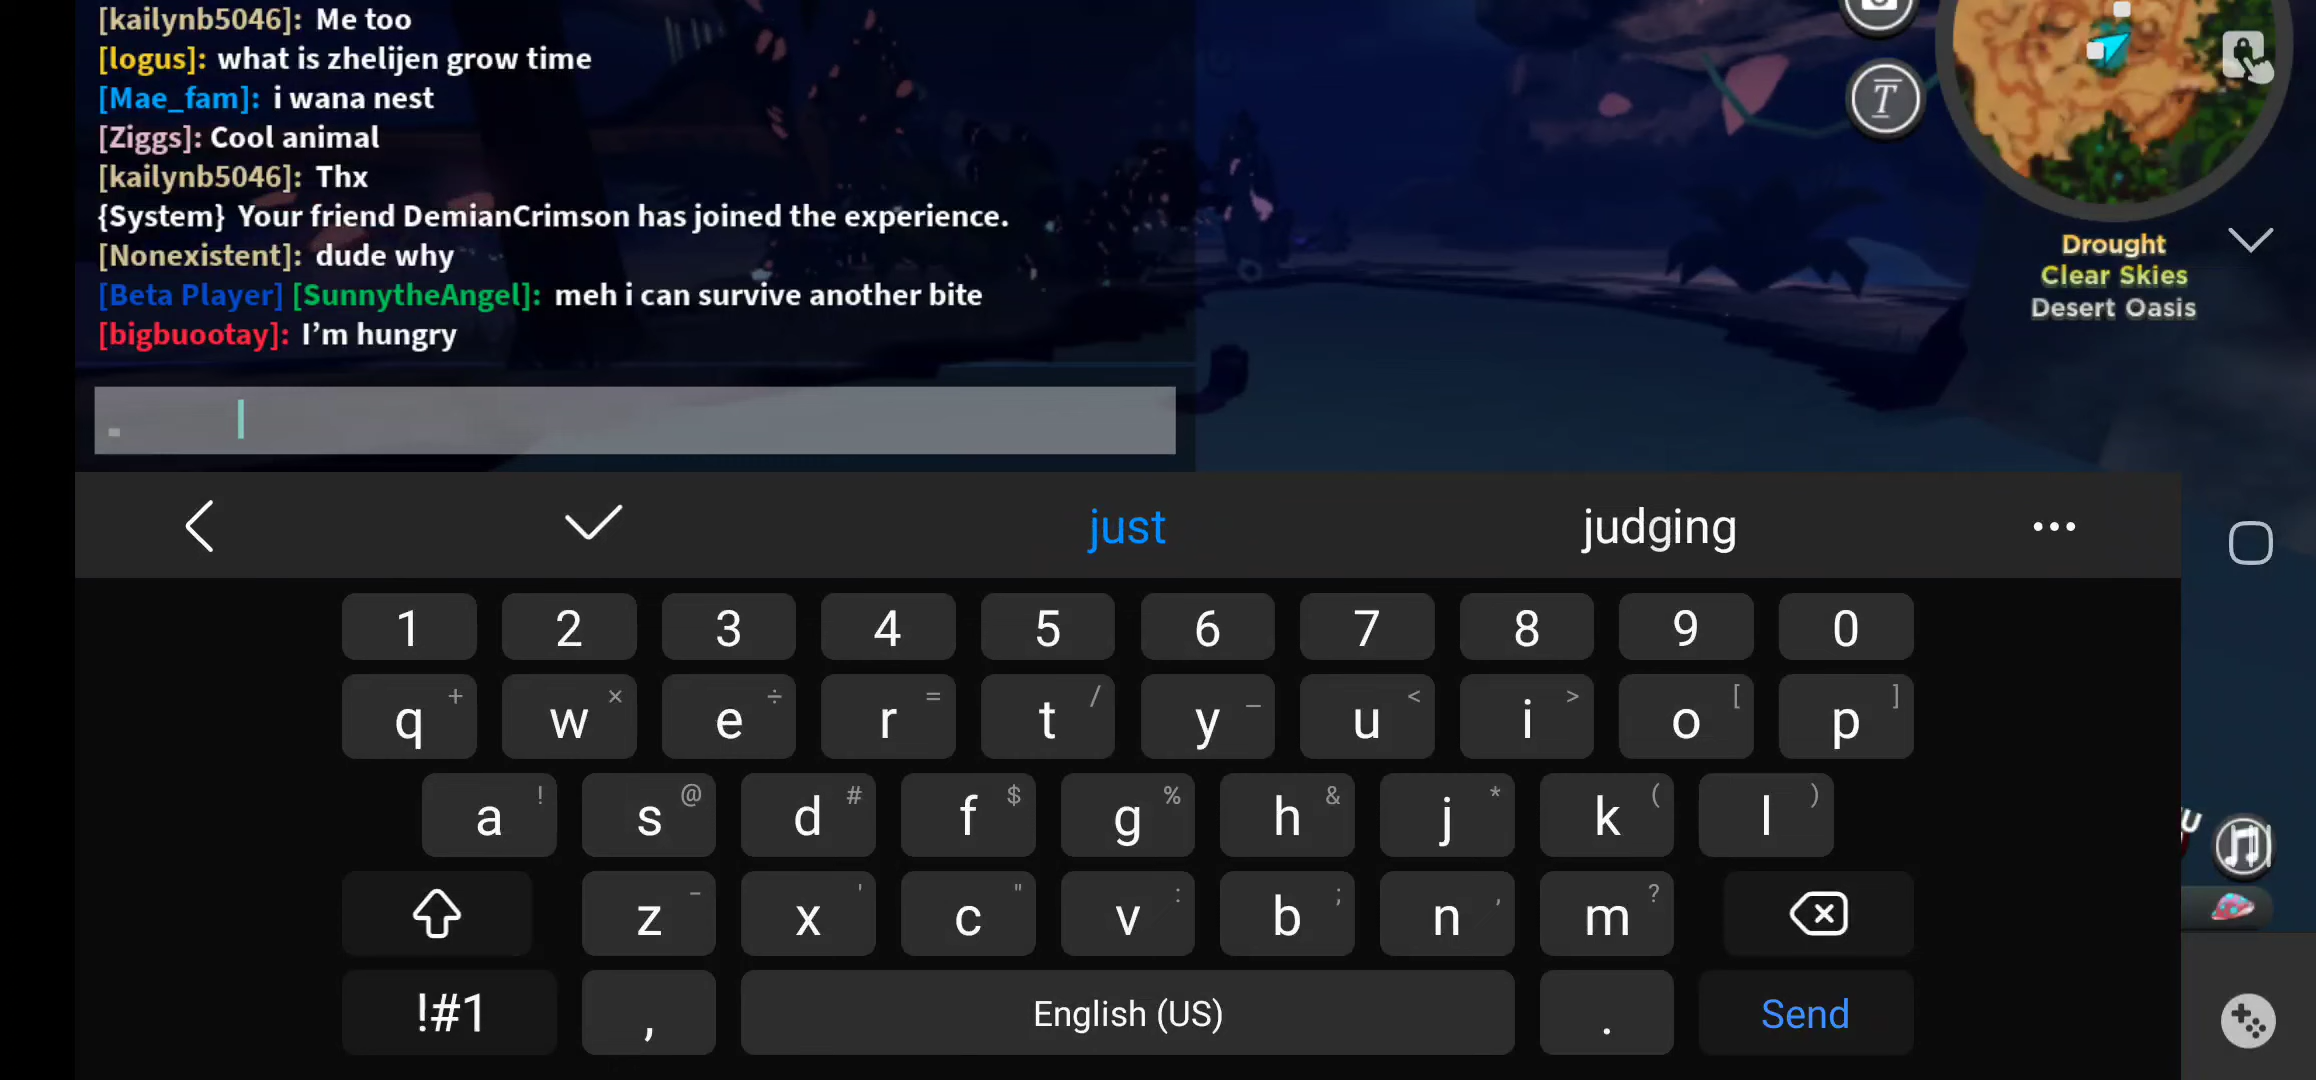 [kailynb5046]: Me too
[logus]: what is zhelijen grow time
[Mae_fam]: i wana nest
[Ziggs]: Cool animal
[kailynb5046]: Thx
{System} Your friend DemianCrimson has joined the experience.
[Nonexistent]: dude why
[Beta Player] [SunnytheAngel]: meh i can survive another bite
[bigbuootay]: I’m hungry
T
Drought
Clear Skies
Desert Oasis
just judging ...
1 2 3 4 5 6 7 8 9 0
q + w × e ÷ r = t / y _ u < i > o [ p ]
a ! s @ d # f $ g % h & j * k ( l )
z - x ' c " v : b ; n , m ?
!#1 , English (US) . Send